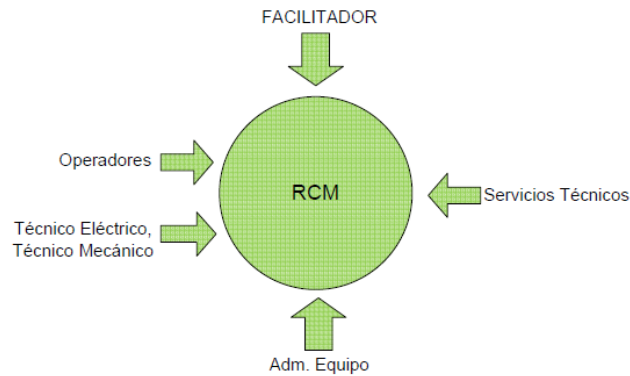 FACILITADOR
Operadores
RCM
Servicios Técnicos
Técnico Eléctrico,
Técnico Mecánico
Adm. Equipo